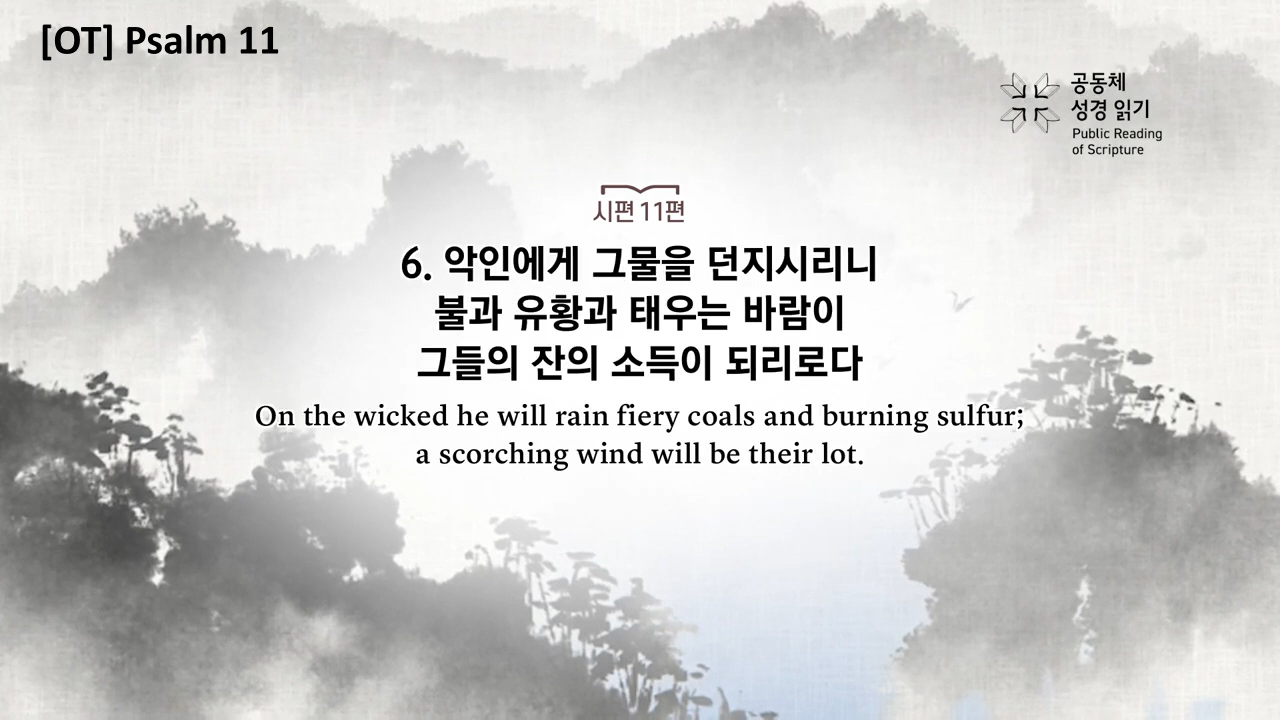 [OT] Psalm 11
공동체
성경 읽기
Public Reading
of Scripture
시편 11편
6. 악인에게 그물을 던지시리니
불과 유황과 태우는 바람이
그들의 잔의 소득이 되리로다
On the wicked he will rain fiery coals and burning sulfur;
a scorching wind will be their lot.